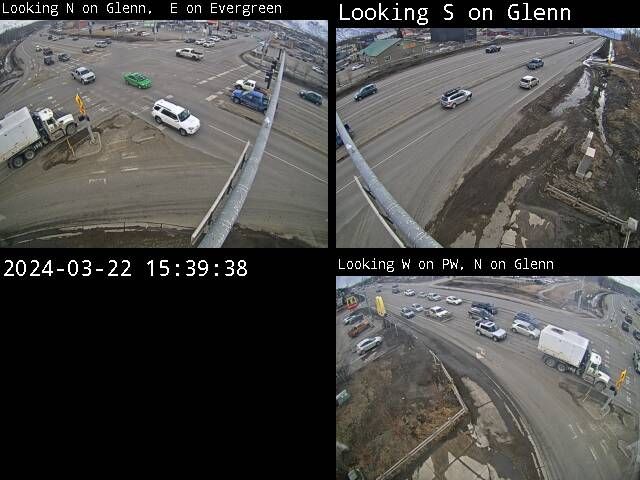 Looking N on Glenn, E on Evergreen
Looking S on Glenn
2024-03-22 15:39:38
Looking W on PW, N on Glenn